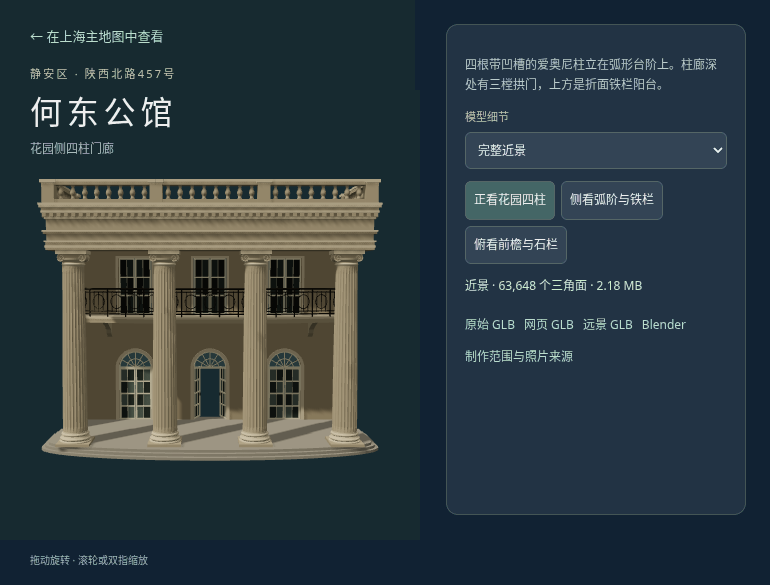 ← 在上海主地图中查看
静安区 · 陕西北路457号
何东公馆
花园侧四柱门廊
四根带凹槽的爱奥尼柱立在弧形台阶上。柱廊深
处有三樘拱门，上方是折面铁栏阳台。
模型细节
完整近景
正看花园四柱
侧看弧阶与铁栏
俯看前檐与石栏
近景 · 63,648 个三角面 · 2.18 MB
原始 GLB 网页 GLB 远景 GLB Blender
制作范围与照片来源
拖动旋转 · 滚轮或双指缩放